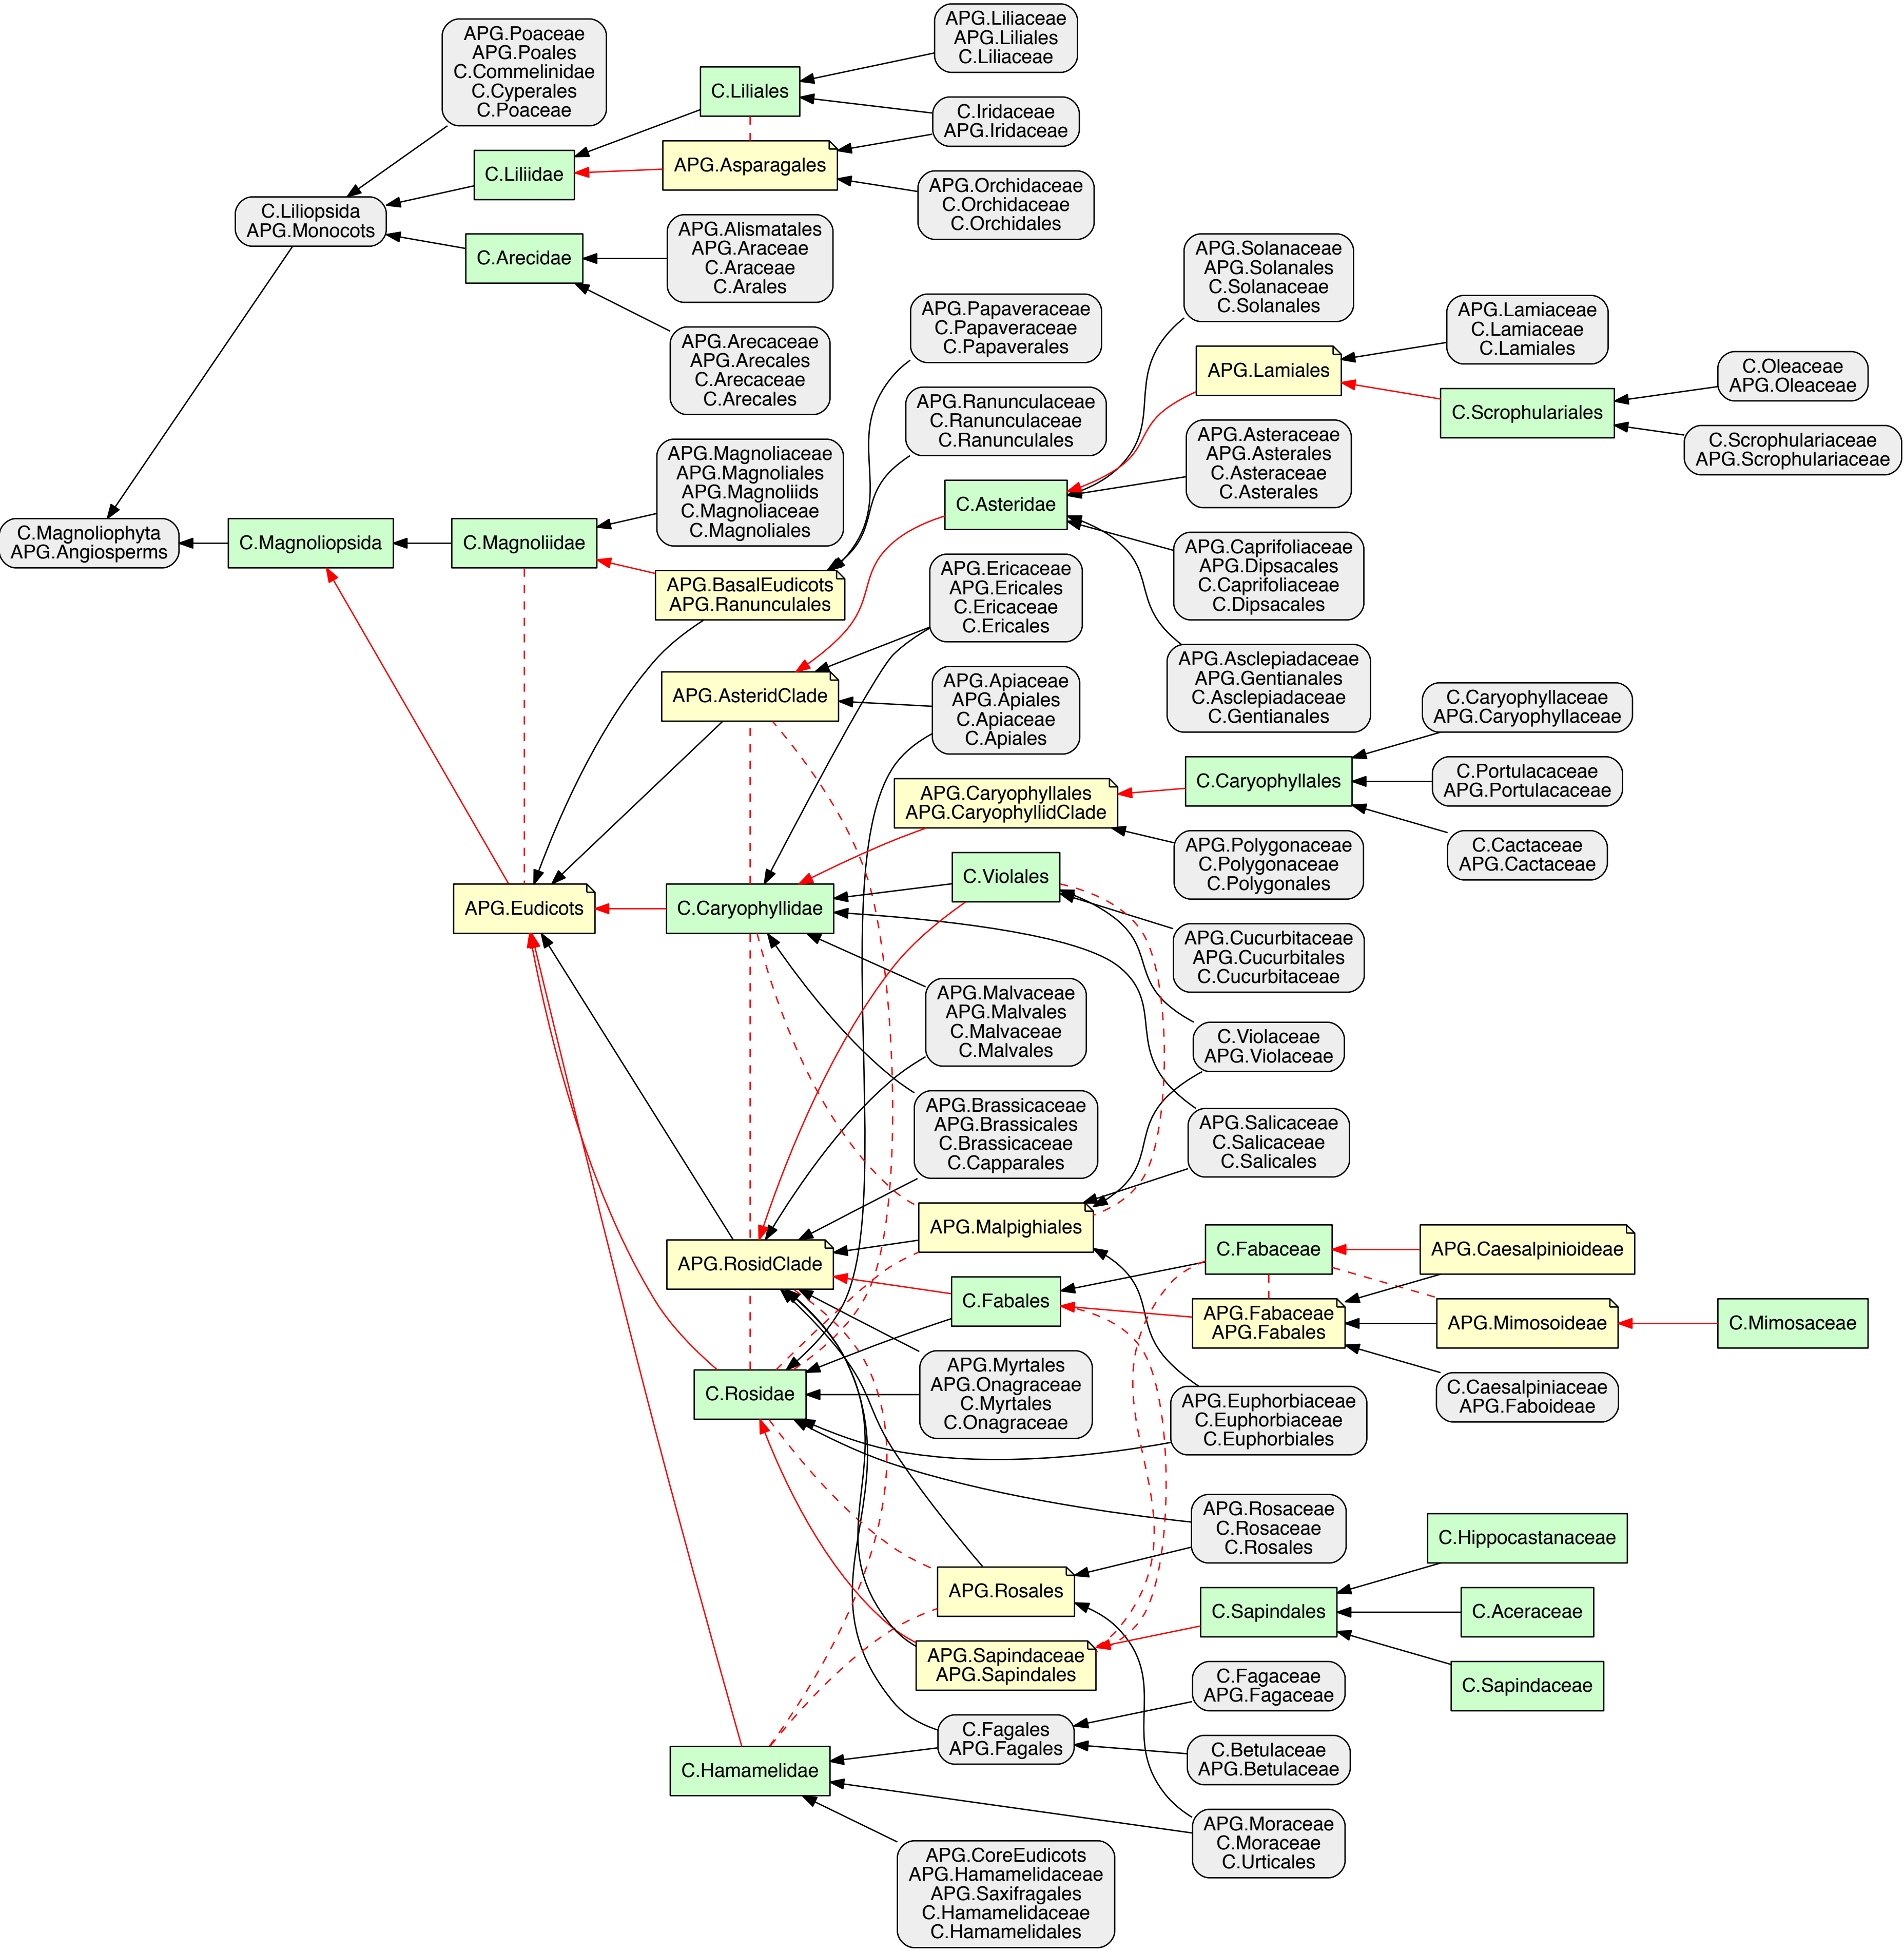 APG.Poaceae
APG.Poales
C.Commelinidae
C.Cyperales
C.Poaceae
C.Liliales
APG.Liliaceae
APG.Liliales
C.Liliaceae
C.Iridaceae
APG.Iridaceae
C.Liliidae
APG.Asparagales
APG.Orchidaceae
C.Orchidaceae
C.Orchidales
C.Liliopsida
APG.Monocots
C.Arecidae
APG.Alismatales
APG.Araceae
C.Araceae
C.Arales
APG.Arecaceae
APG.Arecales
C.Arecaceae
C.Arecales
APG.Papaveraceae
C.Papaveraceae
C.Papaverales
APG.Solanaceae
APG.Solanales
C.Solanaceae
C.Solanales
APG.Lamiaceae
C.Lamiaceae
C.Lamiales
APG.Lamiales
C.Oleaceae
APG.Oleaceae
C.Scrophulariales
APG.Ranunculaceae
C.Ranunculaceae
C.Ranunculales
APG.Asteraceae
APG.Asterales
C.Asteraceae
C.Asterales
C.Scrophulariaceae
APG.Scrophulariaceae
APG.Magnoliaceae
APG.Magnoliales
APG.Magnoliids
C.Magnoliaceae
C.Magnoliales
C.Asteridae
C.Magnoliophyta
APG.Angiosperms
C.Magnoliopsida
C.Magnoliidae
APG.BasalEudicots
APG.Ranunculales
APG.Ericaceae
APG.Ericales
C.Ericaceae
C.Ericales
APG.Caprifoliaceae
APG.Dipsacales
C.Caprifoliaceae
C.Dipsacales
APG.AsteridClade
APG.Apiaceae
APG.Apiales
C.Apiaceae
C.Apiales
APG.Asclepiadaceae
APG.Gentianales
C.Asclepiadaceae
C.Gentianales
C.Caryophyllaceae
APG.Caryophyllaceae
APG.Caryophyllales
APG.CaryophyllidClade
C.Caryophyllales
C.Portulacaceae
APG.Portulacaceae
APG.Polygonaceae
C.Polygonaceae
C.Polygonales
C.Cactaceae
APG.Cactaceae
APG.Eudicots
C.Caryophyllidae
C.Violales
APG.Cucurbitaceae
APG.Cucurbitales
C.Cucurbitaceae
APG.Malvaceae
APG.Malvales
C.Malvaceae
C.Malvales
C.Violaceae
APG.Violaceae
APG.Brassicaceae
APG.Brassicales
C.Brassicaceae
C.Capparales
APG.Salicaceae
C.Salicaceae
C.Salicales
APG.RosidClade
APG.Malpighiales
C.Fabaceae
APG.Caesalpinioideae
C.Fabales
APG.Fabaceae
APG.Fabales
APG.Mimosoideae
C.Mimosaceae
C.Rosidae
APG.Myrtales
APG.Onagraceae
C.Myrtales
C.Onagraceae
C.Caesalpiniaceae
APG.Faboideae
APG.Euphorbiaceae
C.Euphorbiaceae
C.Euphorbiales
APG.Rosaceae
C.Rosaceae
C.Rosales
C.Hippocastanaceae
APG.Rosales
C.Sapindales
C.Aceraceae
APG.Sapindaceae
APG.Sapindales
C.Sapindaceae
C.Fagaceae
APG.Fagaceae
C.Hamamelidae
C.Fagales
APG.Fagales
C.Betulaceae
APG.Betulaceae
APG.Moraceae
C.Moraceae
C.Urticales
APG.CoreEudicots
APG.Hamamelidaceae
APG.Saxifragales
C.Hamamelidaceae
C.Hamamelidales